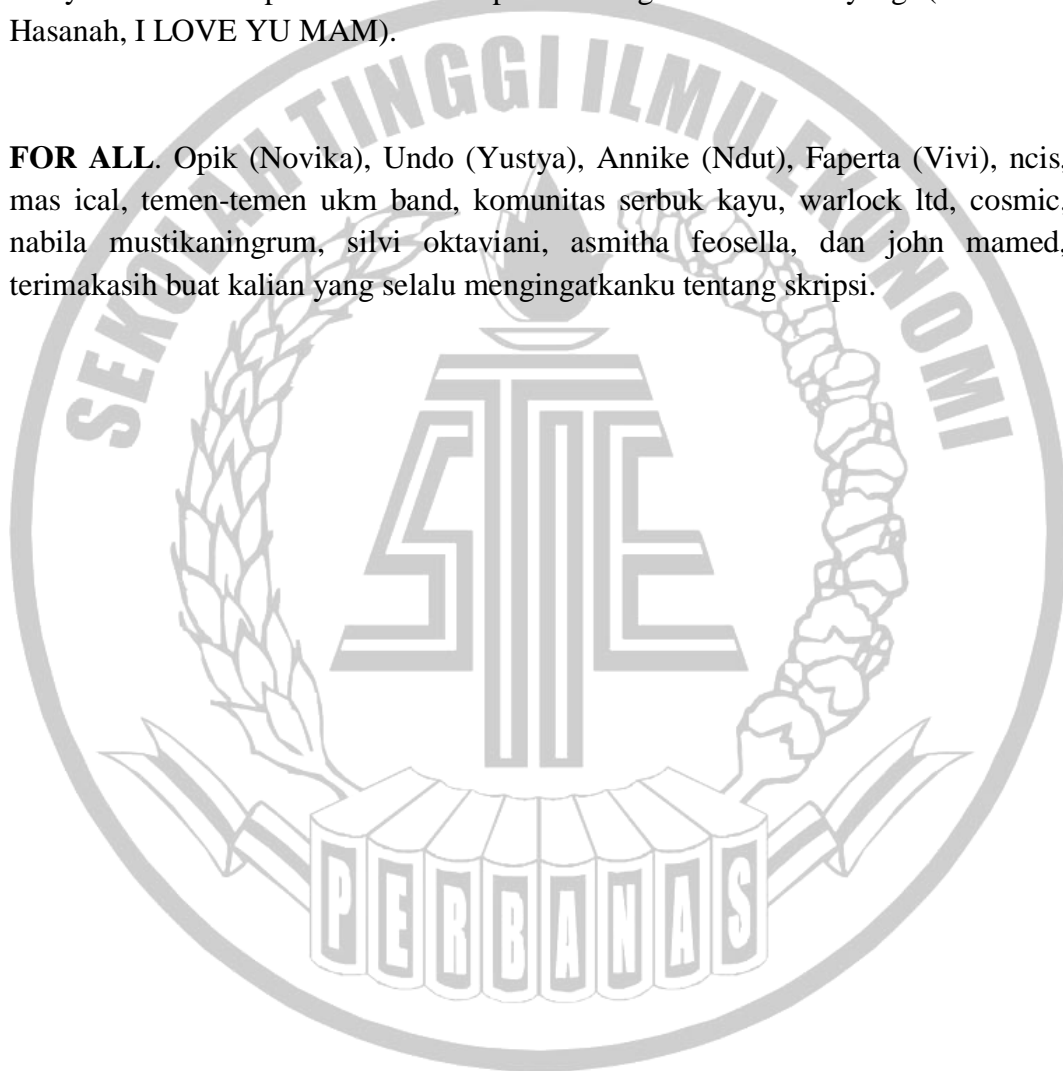 Hasanah, I LOVE YU MAM).
FOR ALL. Opik (Novika), Undo (Yustya), Annike (Ndut), Faperta (Vivi), ncis,
mas ical, temen-temen ukm band, komunitas serbuk kayu, warlock ltd, cosmic,
nabila mustikaningrum, silvi oktaviani, asmitha feosella, dan john mamed,
terimakasih buat kalian yang selalu mengingatkanku tentang skripsi.
SEKOLAH TINGGI ILMU EKONOMI
STIE
PERBANAS